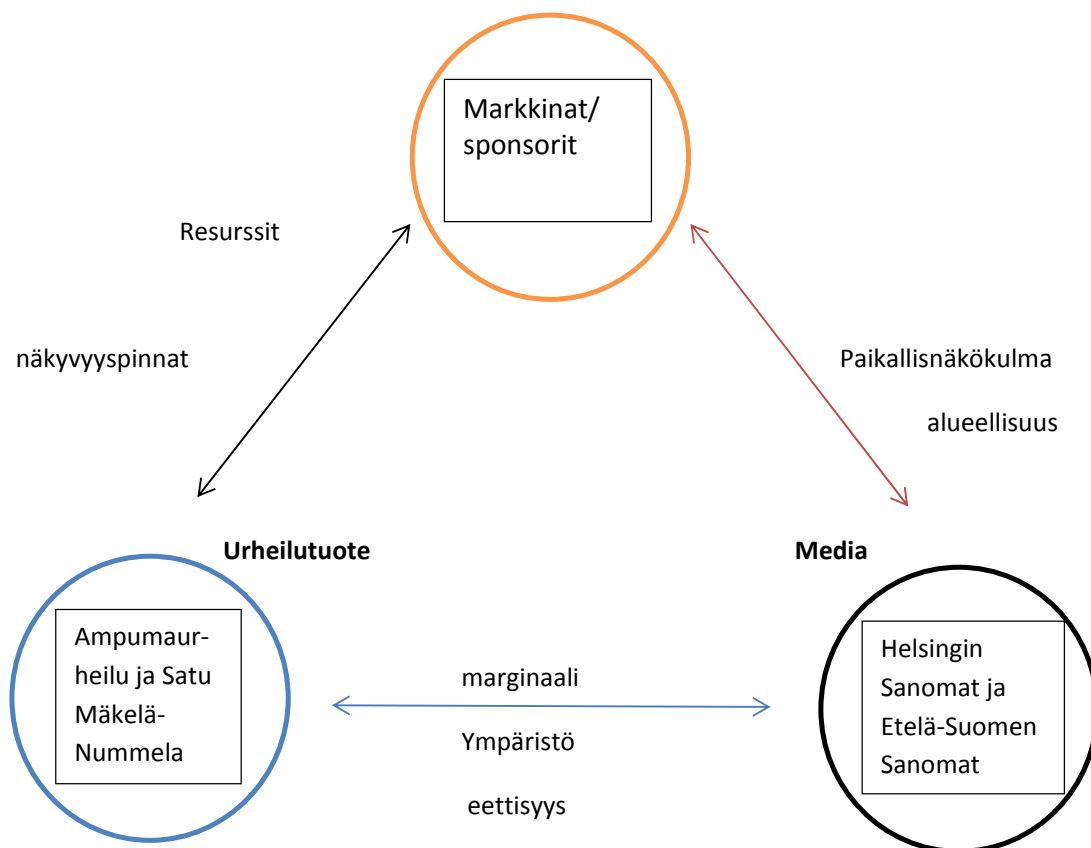 Markkinat/
sponsorit
Resurssit
näkyvyyspinnat
Paikallisnäkökulma
alueellisuus
Urheilutuote
Media
Ampumaur-
heilu ja Satu
Mäkelä-
Nummela
marginaali
Ympäristö
eettisyys
Helsingin
Sanomat ja
Etelä-Suomen
Sanomat